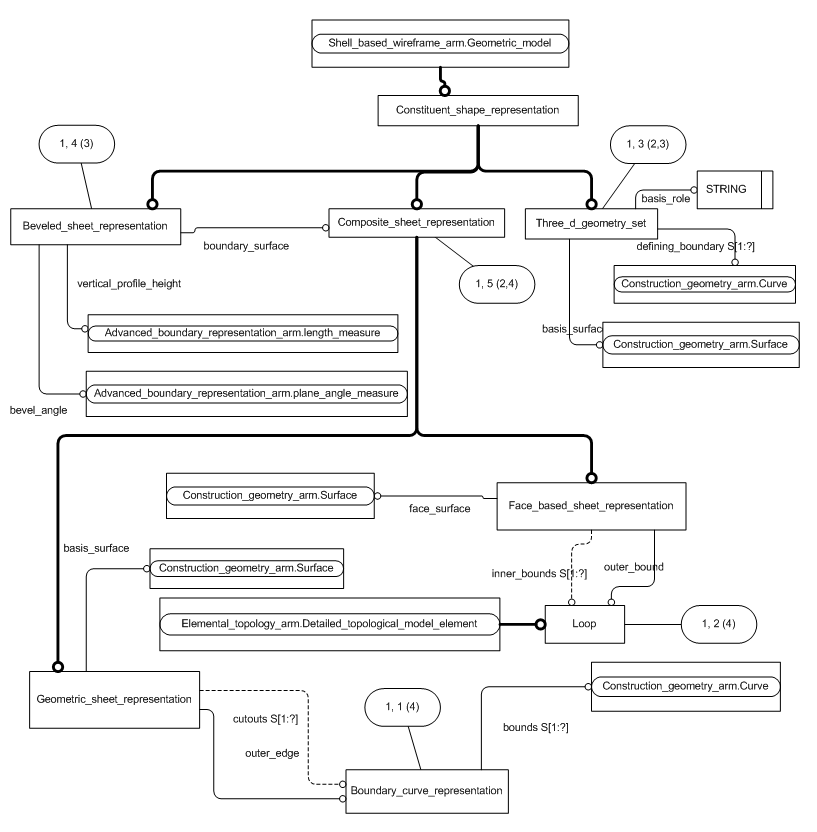 Shell_based_wireframe_arm.Geometric_model
Constituent_shape_representation
1, 4 (3)
1, 3 (2,3)
STRING
basis_role
Beveled_sheet_representation
Composite_sheet_representation
Three_d_geometry_set
boundary_surface
defining_boundary S[1:?]
1, 5 (2,4)
vertical_profile_height
Construction_geometry_arm.Curve
Advanced_boundary_representation_arm.length_measure
basis_surfac
Construction_geometry_arm.Surface
Advanced_boundary_representation_arm.plane_angle_measure
bevel_angle
Construction_geometry_arm.Surface
face_surface
Face_based_sheet_representation
basis_surface
Construction_geometry_arm.Surface
inner_bounds S[1:?]
outer_bound
Elemental_topology_arm.Detailed_topological_model_element
Loop
1, 2 (4)
Geometric_sheet_representation
Construction_geometry_arm.Curve
1, 1 (4)
cutouts S[1:?]
bounds S[1:?]
outer_edge
Boundary_curve_representation